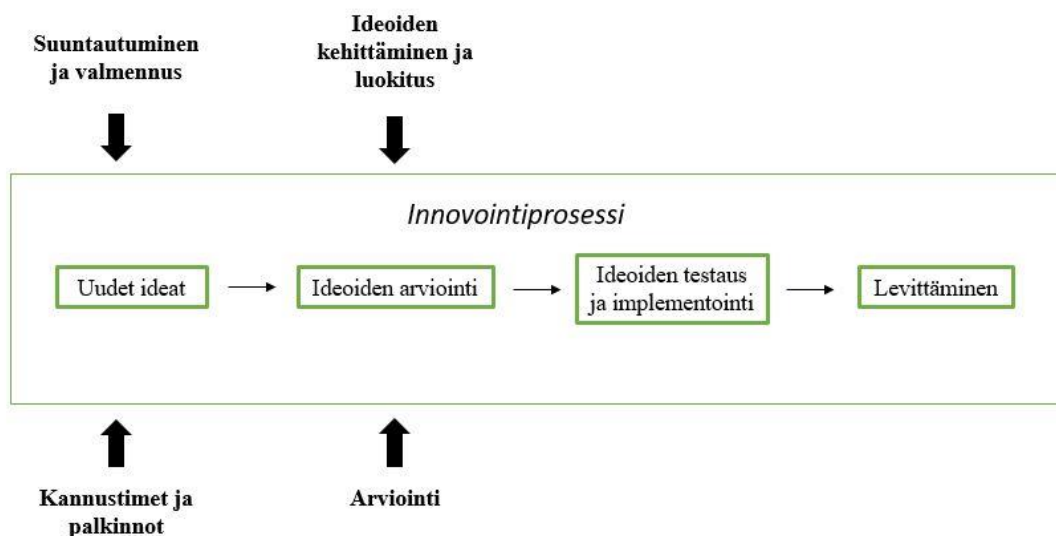 Suuntautuminen
ja valmennus
Ideoiden
kehittäminen ja
luokitus
Innovointiprosessi
Uudet ideat
Ideoiden arviointi
Ideoiden testaus
ja implementointi
Levittäminen
Kannustimet ja
palkinnot
Arviointi